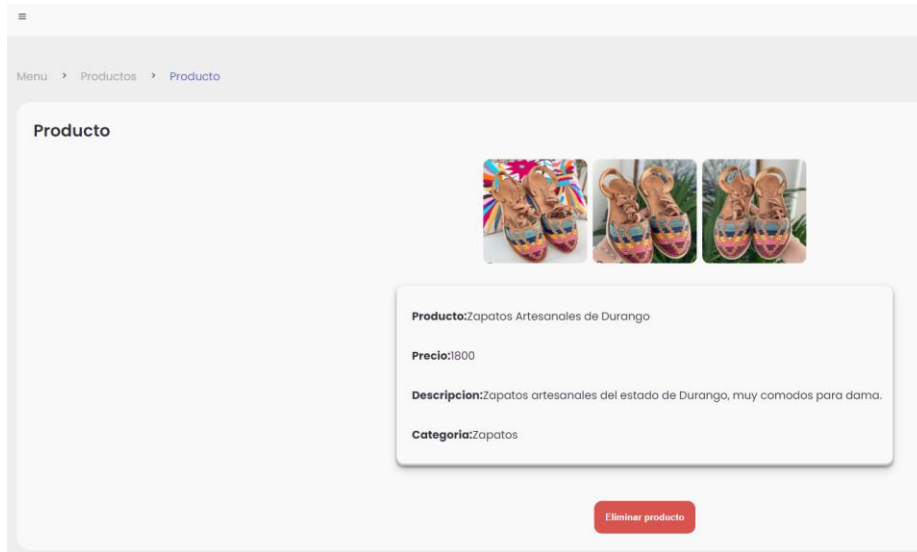 Menu > Productos > Producto
Producto
Producto:Zapatos Artesanales de Durango
Precio:1800
Descripcion:Zapatos artesanales del estado de Durango, muy comodos para dama.
Categoria:Zapatos
Eliminar producto